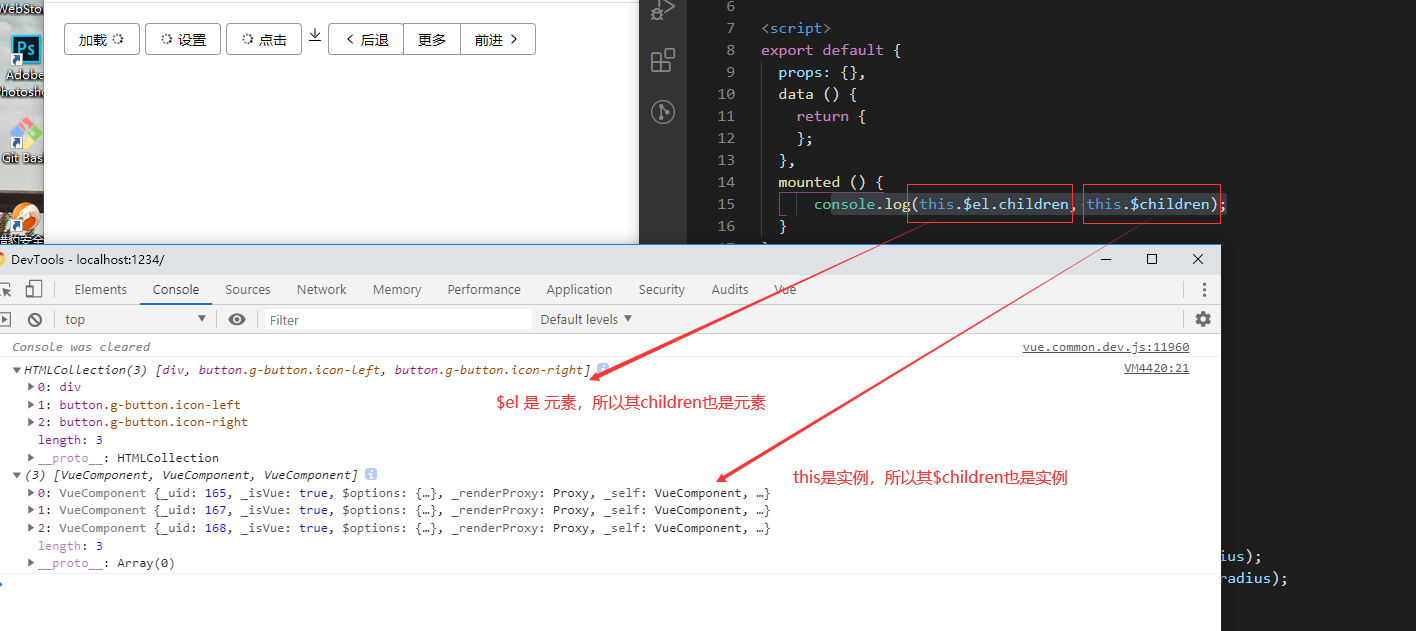 WebSto
Adobe
Photosho
Git Bas
加载
设置
点击
后退
更多
前进
6
7 <script>
8 export default {
9 props: {},
10 data () {
11 return {
12 };
13 },
14 mounted () {
15 console.log(this.$el.children, this.$children);
16 }
DevTools - localhost:1234/
Elements Console Sources Network Memory Performance Application Security Audits Vue
top Filter Default levels
Console was cleared vue.common.dev.js:11960
HTMLCollection(3) [div, button.g-button.icon-left, button.g-button.icon-right] VM4420:21
0: div
1: button.g-button.icon-left
2: button.g-button.icon-right
length: 3
__proto__: HTMLCollection
(3) [VueComponent, VueComponent, VueComponent]
0: VueComponent {_uid: 165, _isVue: true, $options: {…}, _renderProxy: Proxy, _self: VueComponent, …}
1: VueComponent {_uid: 167, _isVue: true, $options: {…}, _renderProxy: Proxy, _self: VueComponent, …}
2: VueComponent {_uid: 168, _isVue: true, $options: {…}, _renderProxy: Proxy, _self: VueComponent, …}
length: 3
__proto__: Array(0)
$el 是 元素，所以其children也是元素
this是实例，所以其$children也是实例
ius);
radius);